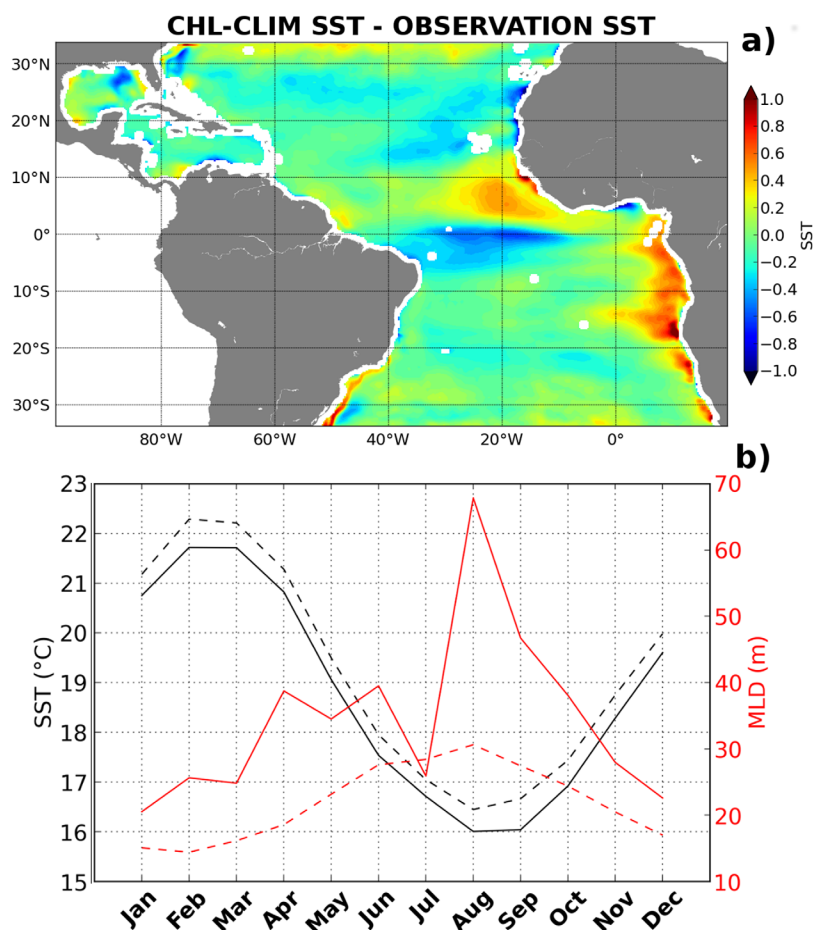 CHL-CLIM SST - OBSERVATION SST
a)
30°N
20°N
10°N
0°
10°S
20°S
30°S
80°W
60°W
40°W
20°W
0°
1.0
0.8
0.6
0.4
0.2
0.0
−0.2
−0.4
−0.6
−0.8
−1.0
SST
b)
23
22
21
20
19
18
17
16
15
SST (°C)
70
60
50
40
30
20
10
MLD (m)
Jan
Feb
Mar
Apr
May
Jun
Jul
Aug
Sep
Oct
Nov
Dec